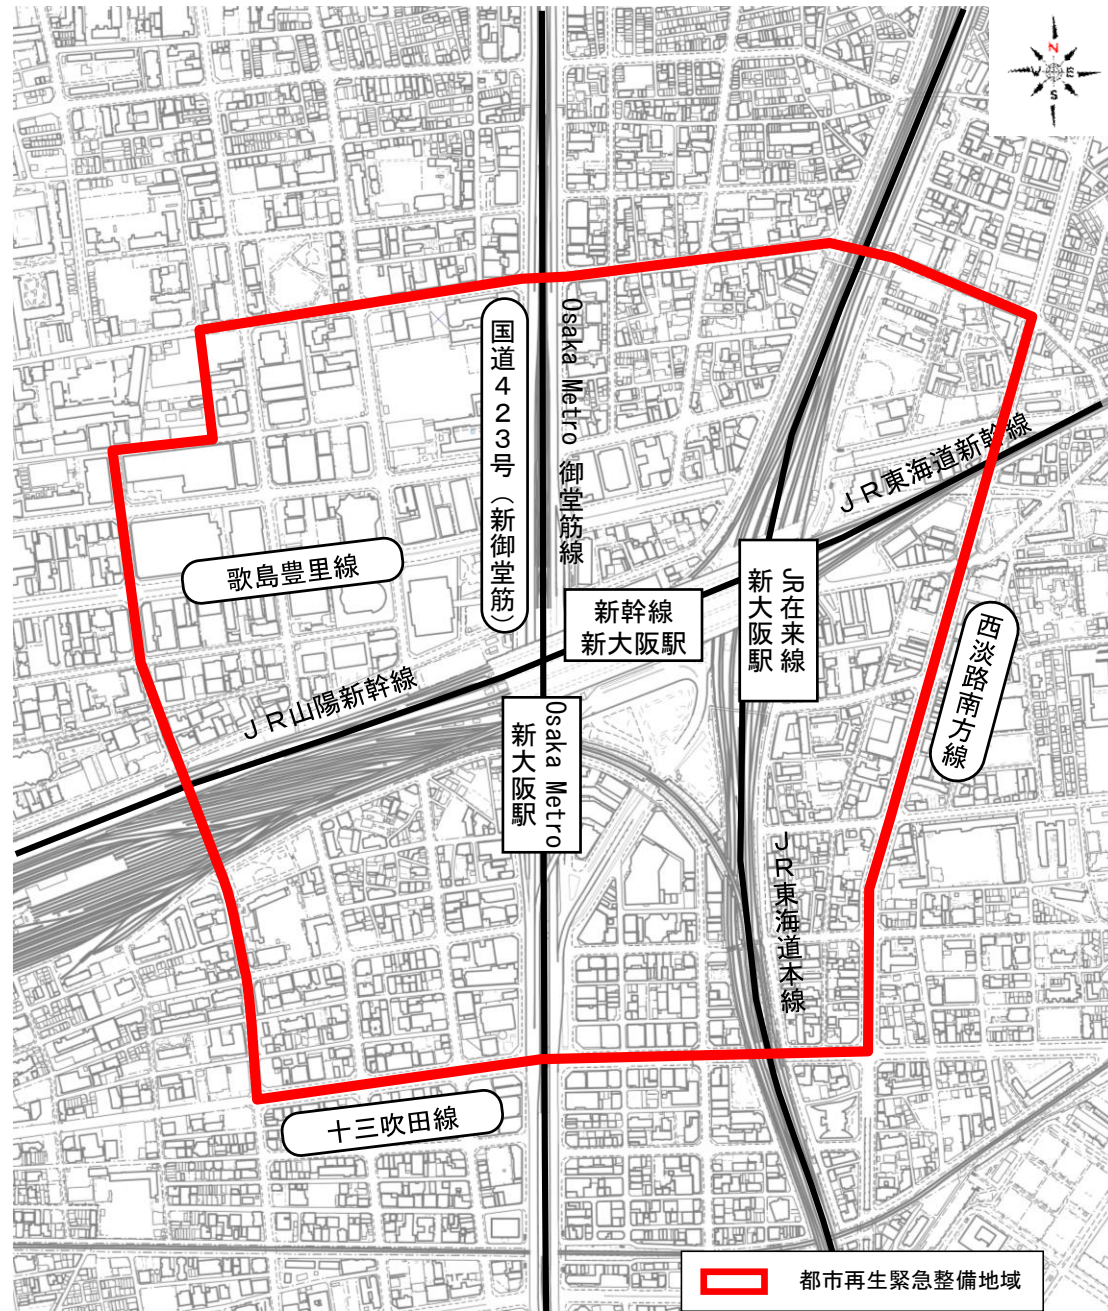 N
W E
S
国道423号(新御堂筋)
Osaka Metro 御堂筋線
JR東海道新幹線
歌島豊里線
新幹線
新大阪駅
JR在来線
新大阪駅
西淡路南方線
JR山陽新幹線
Osaka Metro
新大阪駅
JR東海道本線
十三吹田線
都市再生緊急整備地域